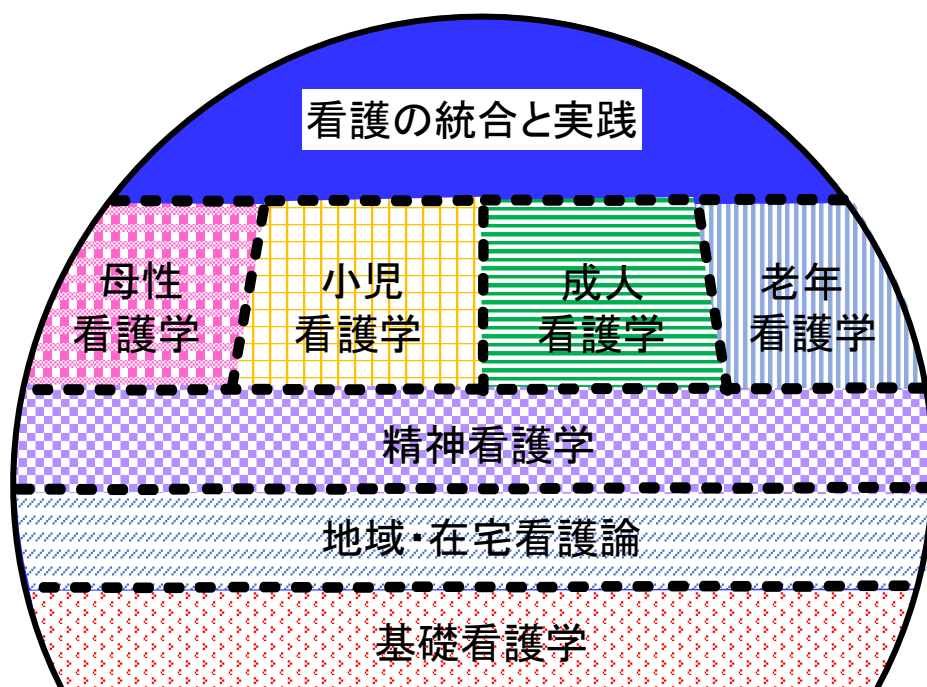 看護の統合と実践
母性
看護学
小児
看護学
成人
看護学
老年
看護学
精神看護学
地域・在宅看護論
基礎看護学